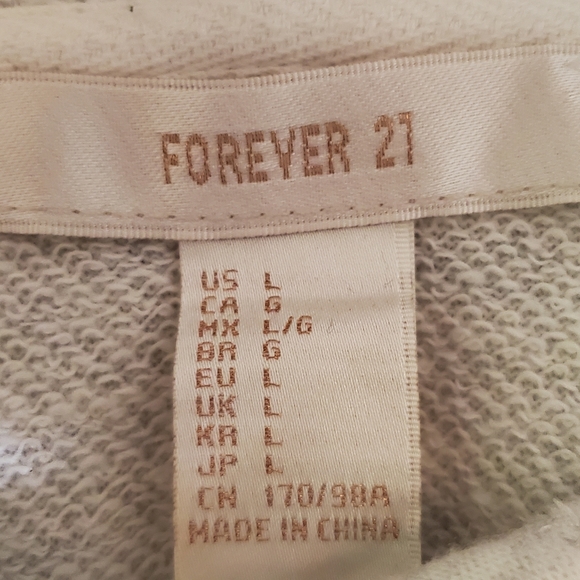 FOREVER 21
US L
CA G
MX L/G
BR G
EU L
UK L
KR L
JP L
CN 170/98A
MADE IN CHINA